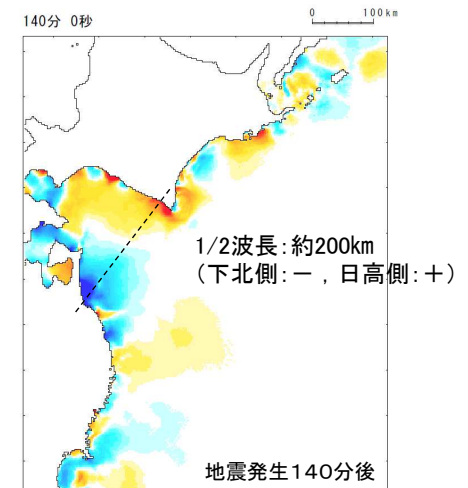 140分 0秒
0 100km
1/2波長:約200km
(下北側:－，日高側:＋)
地震発生140分後